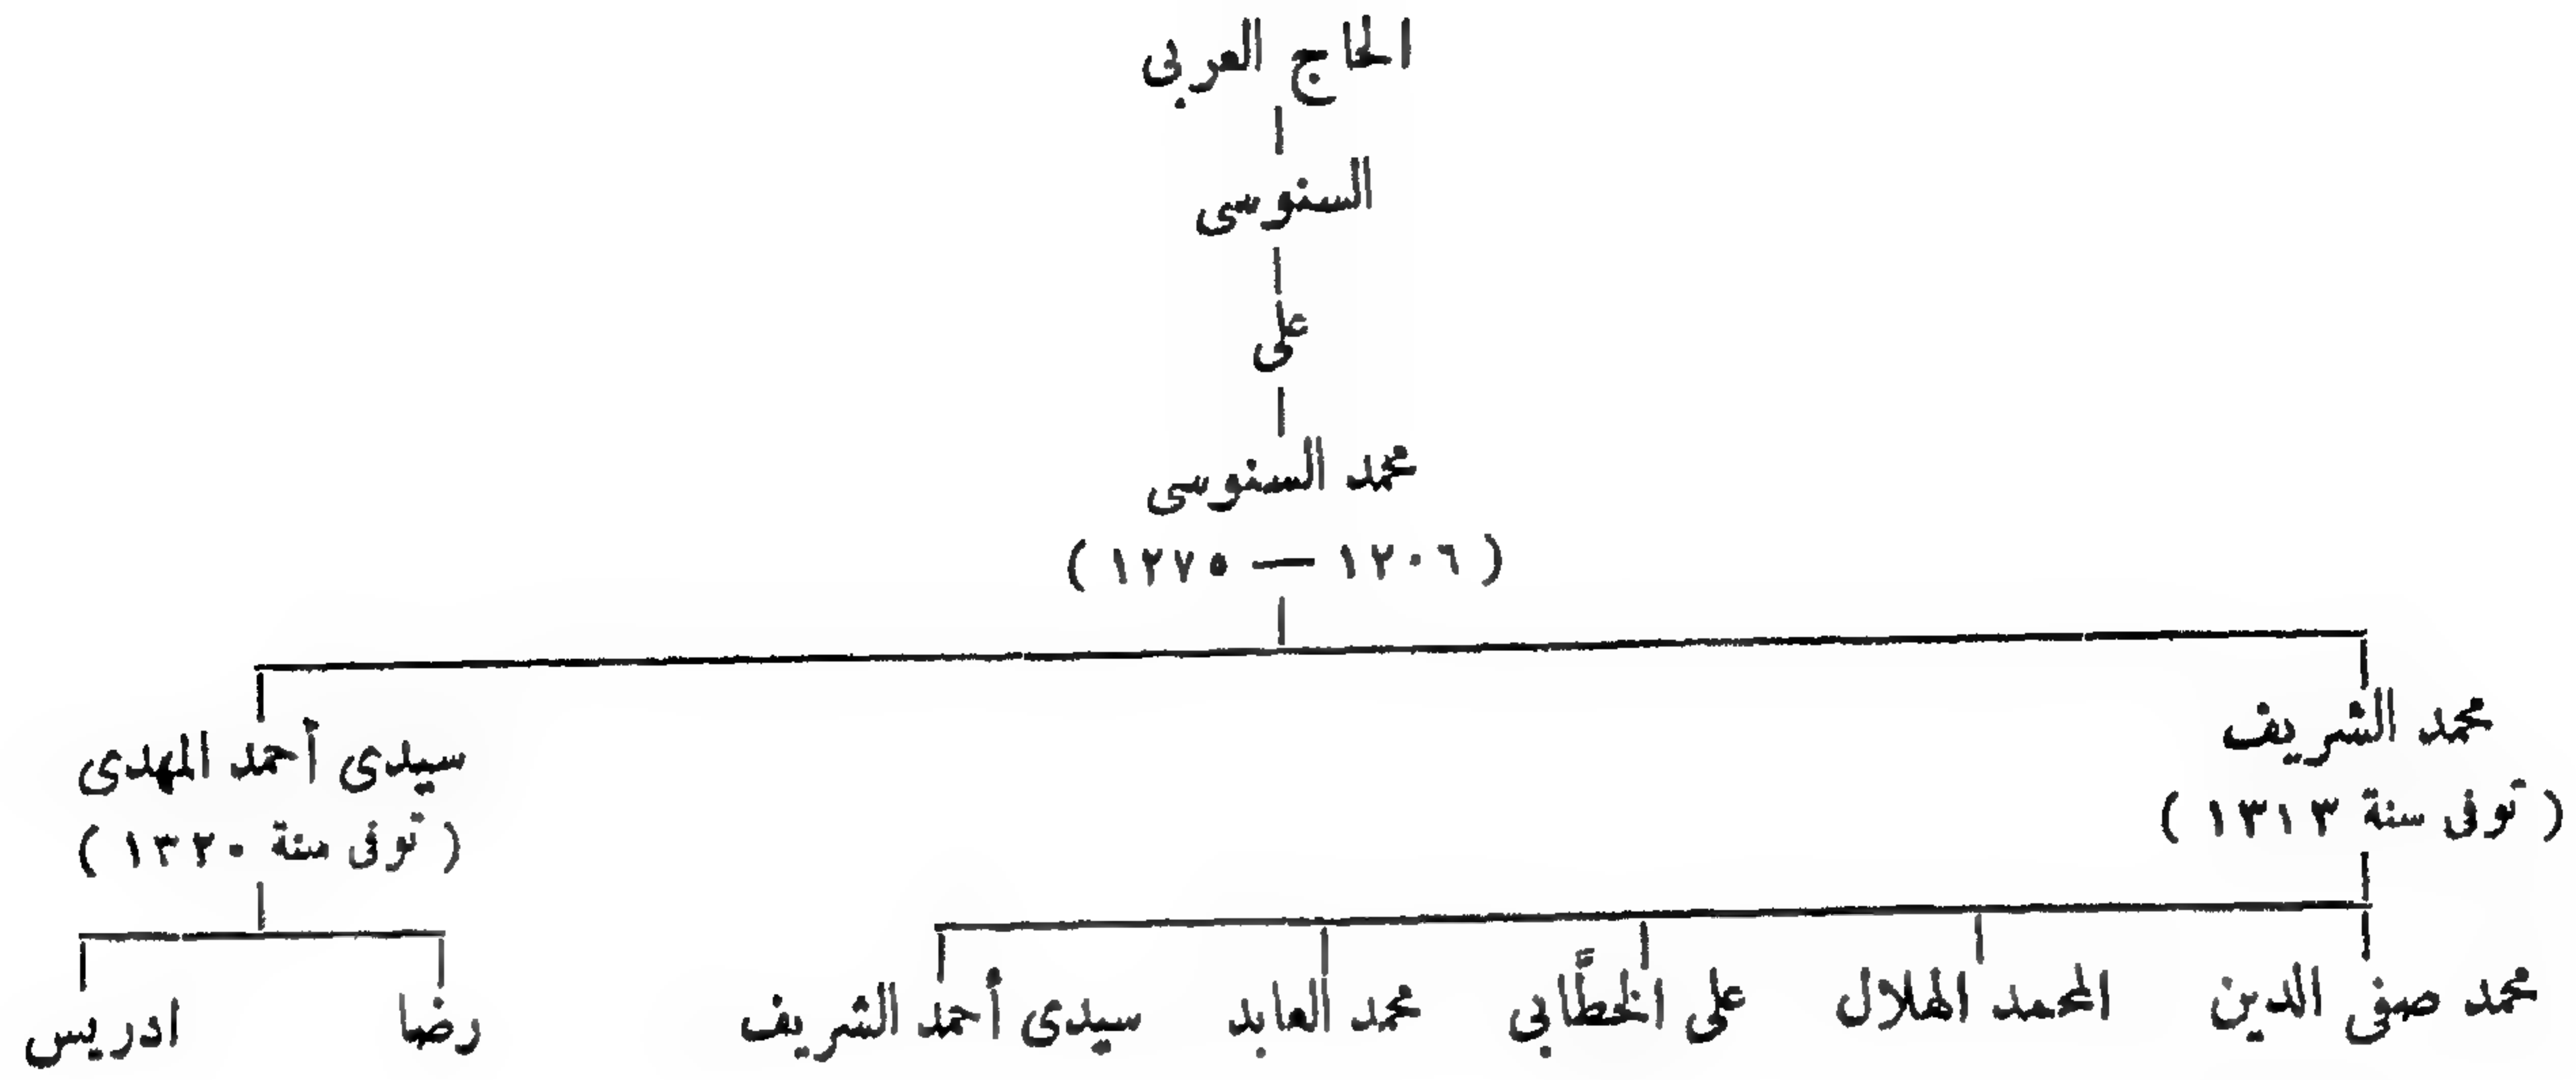 الحاج العربى
السنوسى
على
محمد السنوسى
( ١٢٠٦ — ١٢٧٥ )
محمد الشريف
( توفى سنة ١٣١٣ )
سيدى أحمد المهدى
( توفى سنة ١٣٢٠ )
محمد صفى الدين
المحمد الهلال
على الخطَّابى
محمد العابد
سيدى أحمد الشريف
رضا
ادريس